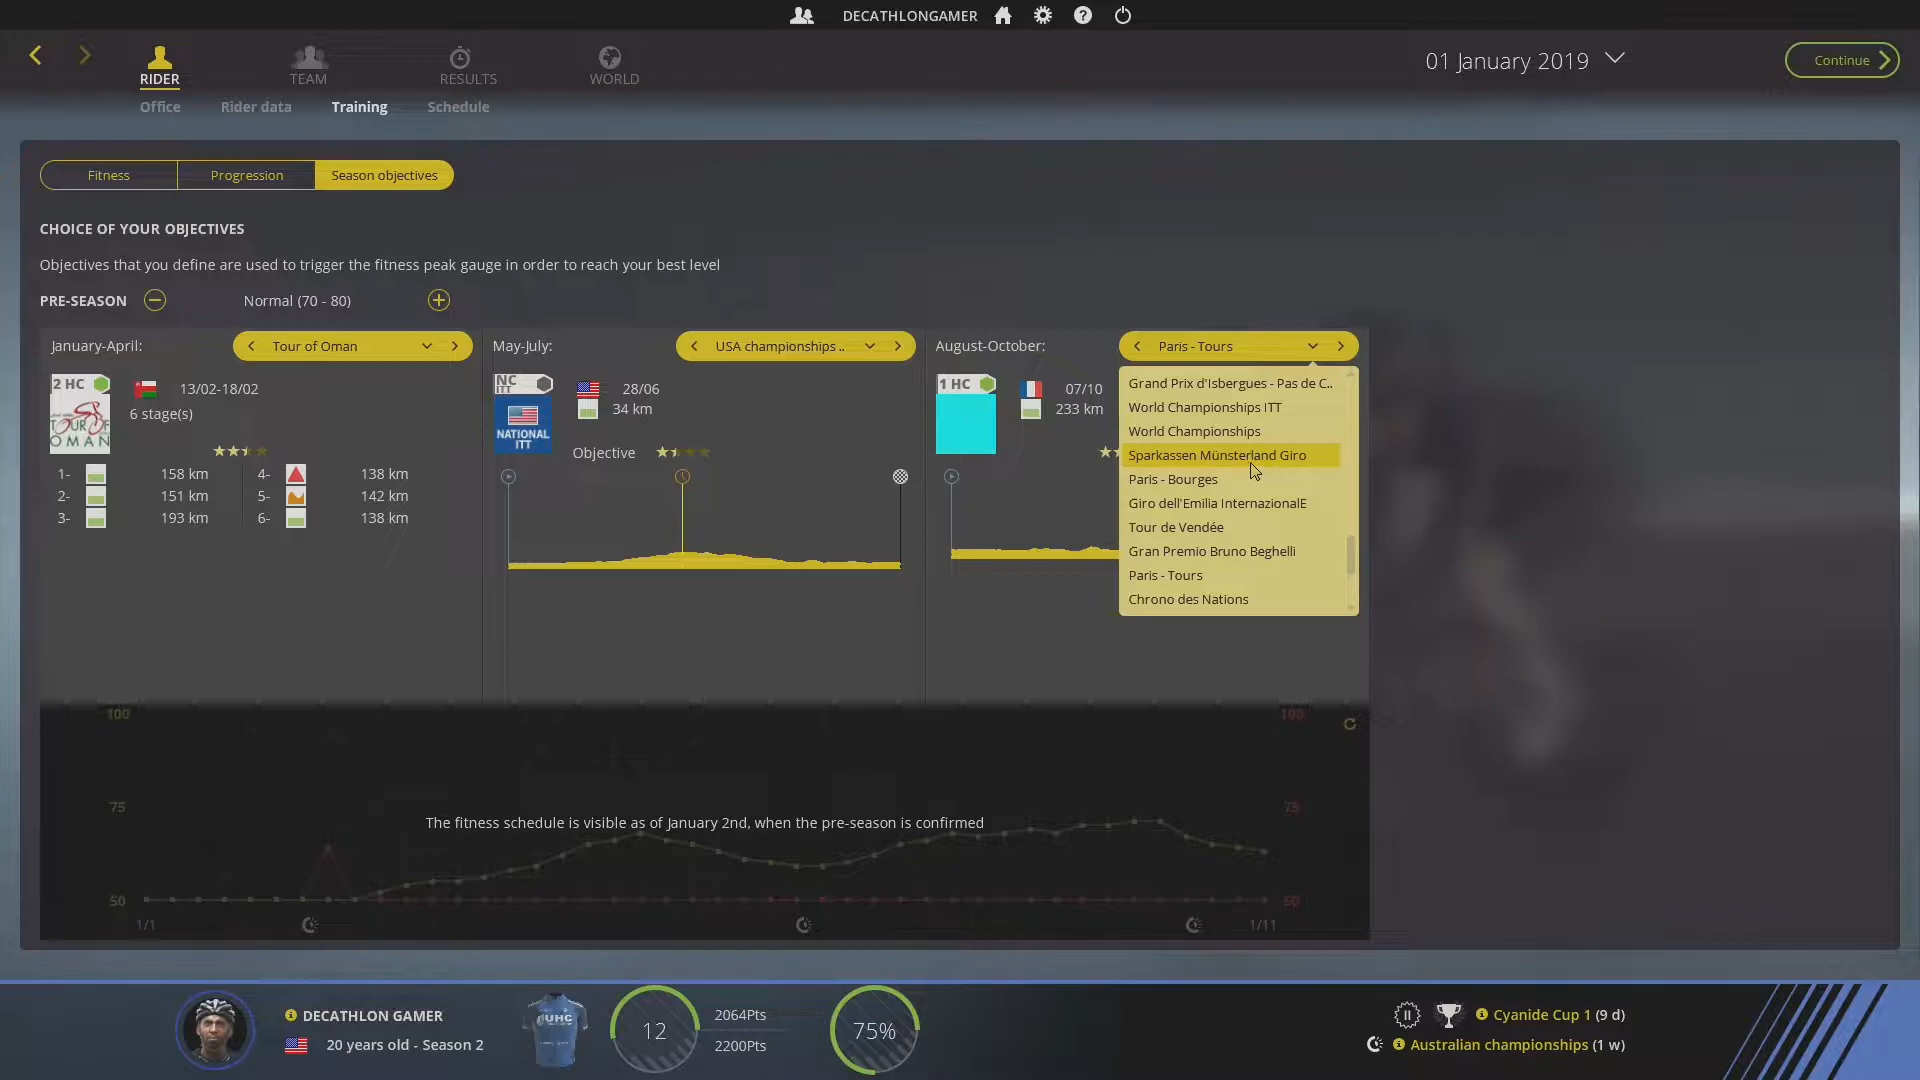 DECATHLONGAMER
RIDER
TEAM
RESULTS
WORLD
01 January 2019
Continue
Office
Rider data
Training
Schedule
Fitness
Progression
Season objectives
CHOICE OF YOUR OBJECTIVES
Objectives that you define are used to trigger the fitness peak gauge in order to reach your best level
PRE-SEASON
Normal (70 - 80)
January-April:
Tour of Oman
2 HC
13/02-18/02
6 stage(s)
TOUR OF
OMAN
1- 158 km
2- 151 km
3- 193 km
4- 138 km
5- 142 km
6- 138 km
May-July:
USA championships ..
NC
ITT
28/06
34 km
NATIONAL
ITT
Objective
August-October:
Paris - Tours
1 HC
07/10
233 km
Grand Prix d'Isbergues - Pas de C..
World Championships ITT
World Championships
Sparkassen Münsterland Giro
Paris - Bourges
Giro dell'Emilia InternazionalE
Tour de Vendée
Gran Premio Bruno Beghelli
Paris - Tours
Chrono des Nations
100
100
75
75
The fitness schedule is visible as of January 2nd, when the pre-season is confirmed
50
50
1/1
1/11
DECATHLON GAMER
20 years old - Season 2
UHC
12
2064Pts
2200Pts
75%
Cyanide Cup 1 (9 d)
Australian championships (1 w)